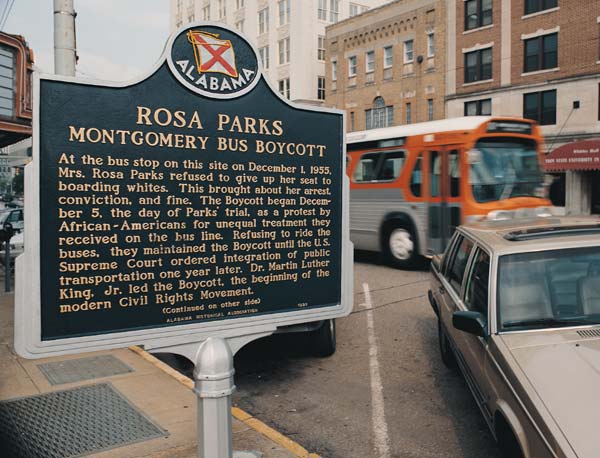 ALABAMA
ROSA PARKS
MONTGOMERY BUS BOYCOTT
At the bus stop on this site on December 1, 1955,
Mrs. Rosa Parks refused to give up her seat to
boarding whites. This brought about her arrest,
conviction, and fine. The Boycott began Decem-
ber 5, the day of Parks' trial, as a protest by
African-Americans for unequal treatment they
received on the bus line. Refusing to ride the
buses, they maintained the Boycott until the U.S.
Supreme Court ordered integration of public
transportation one year later. Dr. Martin Luther
King, Jr. led the Boycott, the beginning of the
modern Civil Rights Movement.
(Continued on other side)
ALABAMA HISTORICAL ASSOCIATION